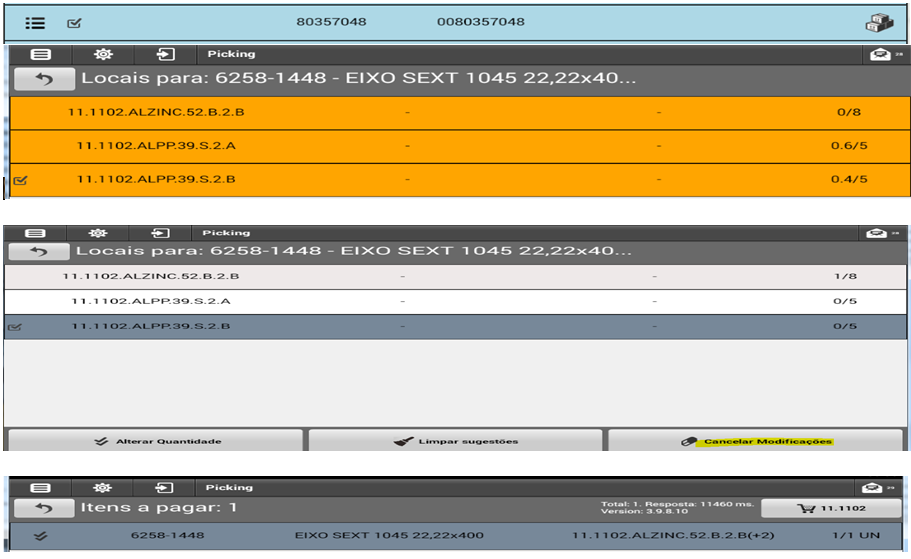 80357048 0080357048
Picking
Locais para: 6258-1448 - EIXO SEXT 1045 22,22x40...
11.1102.ALZINC.52.B.2.B - - 0/8
11.1102.ALPP.39.S.2.A - - 0.6/5
11.1102.ALPP.39.S.2.B - - 0.4/5
Picking
Locais para: 6258-1448 - EIXO SEXT 1045 22,22x40...
11.1102.ALZINC.52.B.2.B - - 1/8
11.1102.ALPP.39.S.2.A - - 0/5
11.1102.ALPP.39.S.2.B - - 0/5
Alterar Quantidade Limpar sugestões Cancelar Modificações
Picking
Itens a pagar: 1 Total: 1. Resposta: 11460 ms. 11.1102
Version: 3.9.8.10
6258-1448 EIXO SEXT 1045 22,22x400 11.1102.ALZINC.52.B.2.B(+2) 1/1 UN